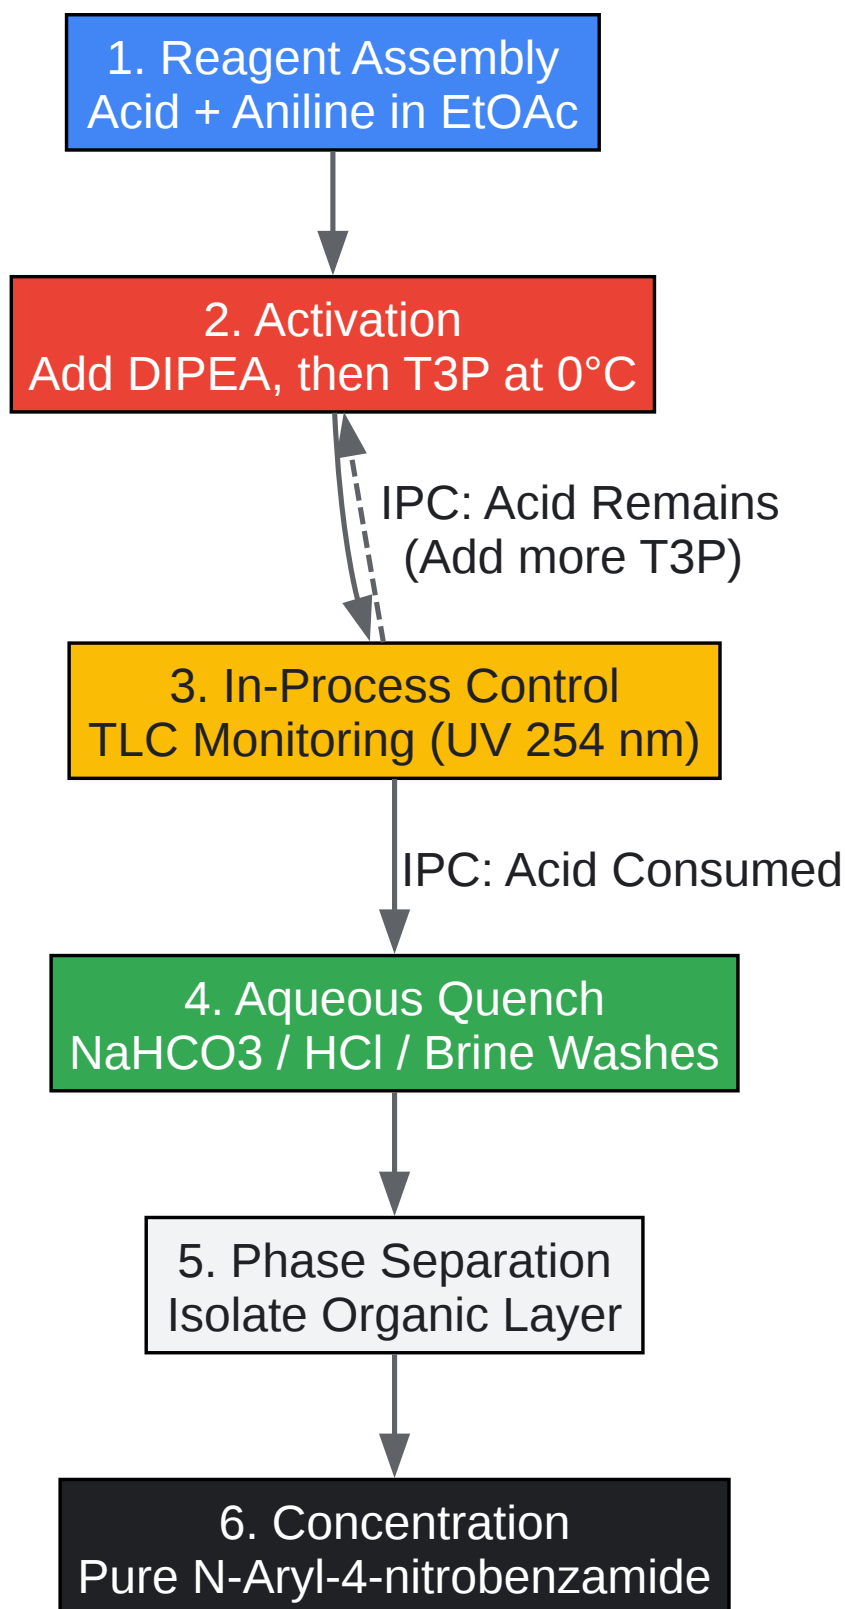 1. Reagent Assembly
Acid + Aniline in EtOAc
2. Activation
Add DIPEA, then T3P at 0°C
IPC: Acid Remains
(Add more T3P)
3. In-Process Control
TLC Monitoring (UV 254 nm)
IPC: Acid Consumed
4. Aqueous Quench
NaHCO3 / HCl / Brine Washes
5. Phase Separation
Isolate Organic Layer
6. Concentration
Pure N-Aryl-4-nitrobenzamide